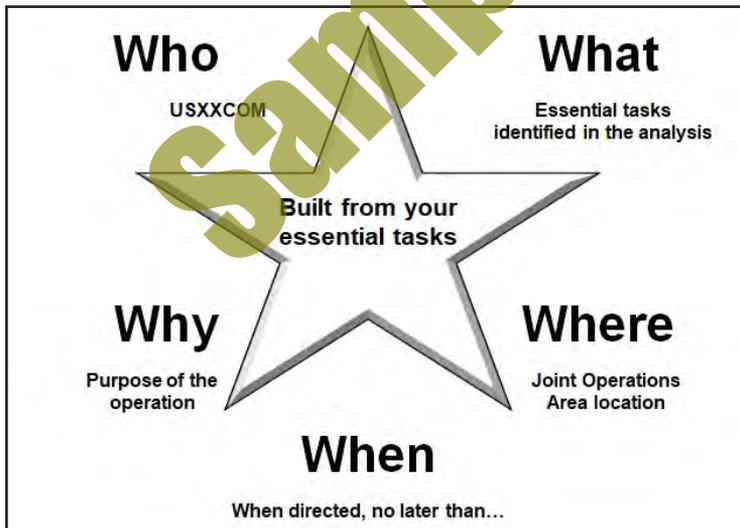 Who
What
USXXCOM
Essential tasks
identified in the analysis
Built from your
essential tasks
Why
Where
Purpose of the
operation
Joint Operations
Area location
When
When directed, no later than...